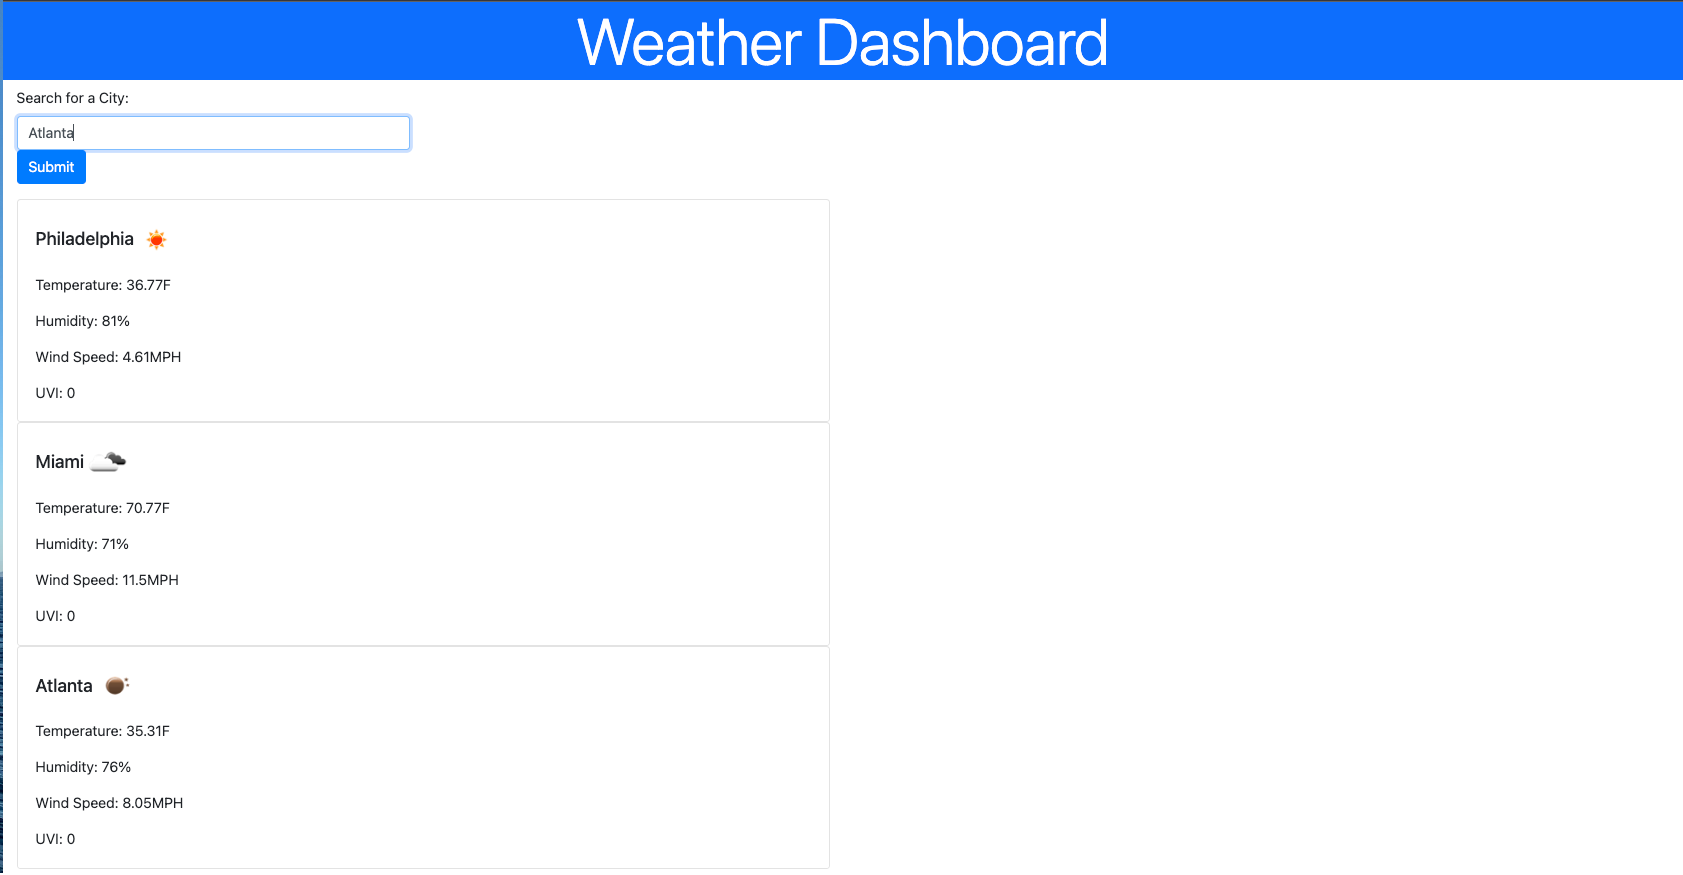 Weather Dashboard
Search for a City:
Atlanta
Submit
Philadelphia
Temperature: 36.77F
Humidity: 81%
Wind Speed: 4.61MPH
UVI: 0
Miami
Temperature: 70.77F
Humidity: 71%
Wind Speed: 11.5MPH
UVI: 0
Atlanta
Temperature: 35.31F
Humidity: 76%
Wind Speed: 8.05MPH
UVI: 0